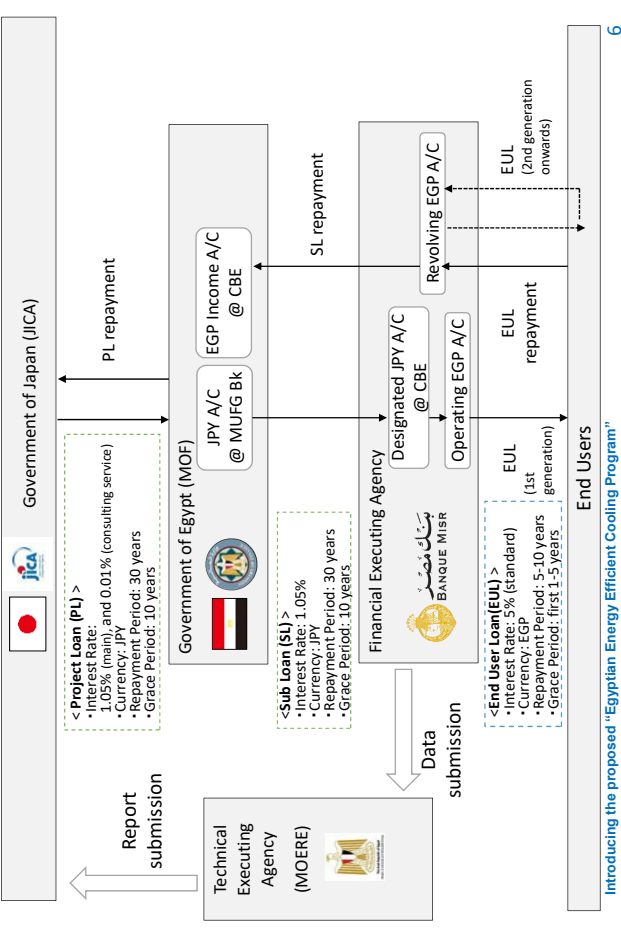 Government of Japan (JICA)
jICA
< Project Loan (PL) >
• Interest Rate:
1.05% (main), and 0.01% (consulting service)
• Currency: JPY
• Repayment Period: 30 years
• Grace Period: 10 years
PL repayment
Report
submission
Government of Egypt (MOF)
JPY A/C
@ MUFG Bk
EGP Income A/C
@ CBE
Technical
Executing
Agency
(MOERE)
<Sub Loan (SL) >
• Interest Rate: 1.05%
• Currency: JPY
• Repayment Period: 30 years
• Grace Period: 10 years
SL repayment
Data
submission
Financial Executing Agency
بنك مصر
BANQUE MISR
Designated JPY A/C
@ CBE
Operating EGP A/C
Revolving EGP A/C
<End User Loan(EUL) >
• Interest Rate: 5% (standard)
• Currency: EGP
• Repayment Period: 5-10 years
• Grace Period: first 1-5 years
EUL
(1st
generation)
EUL
repayment
EUL
(2nd generation
onwards)
End Users
Introducing the proposed “Egyptian Energy Efficient Cooling Program”
6